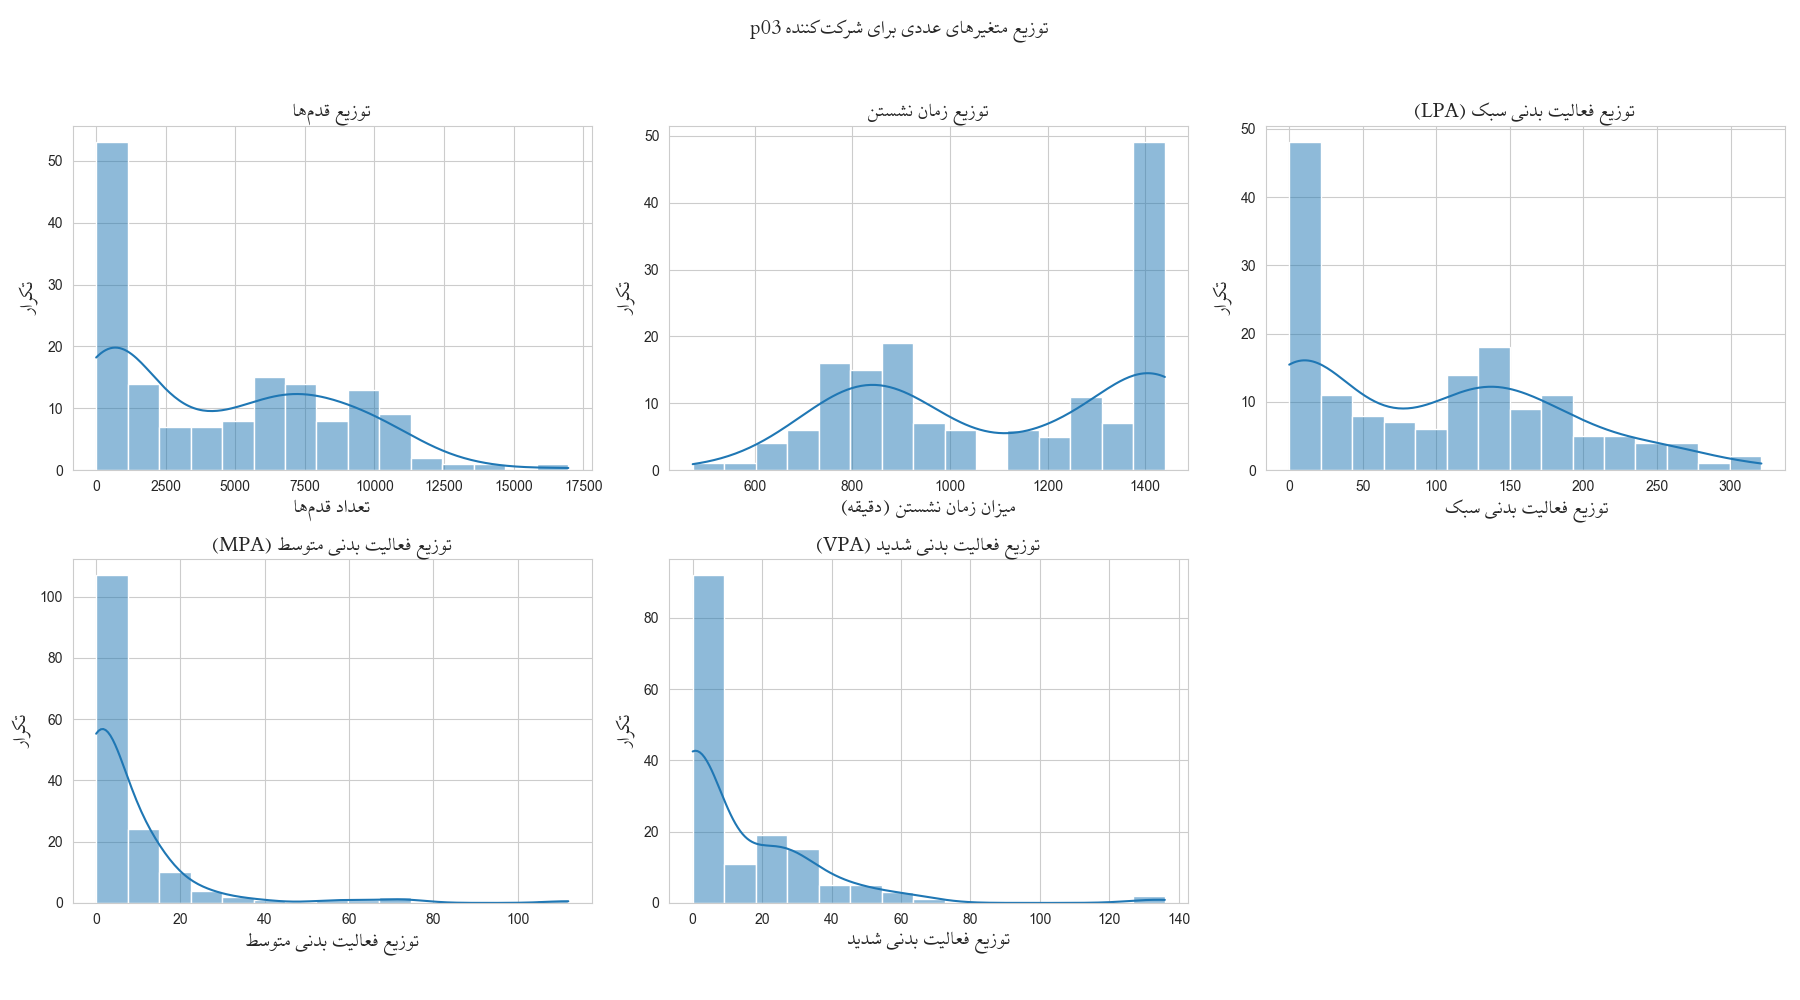 توزیع متغیرهای عددی برای شرکت‌کننده p03
توزیع قدم‌ها
تکرار
50
40
30
20
10
0
0 2500 5000 7500 10000 12500 15000 17500
تعداد قدم‌ها
توزیع زمان نشستن
تکرار
50
40
30
20
10
0
600 800 1000 1200 1400
میزان زمان نشستن (دقیقه)
توزیع فعالیت بدنی سبک (LPA)
تکرار
50
40
30
20
10
0
0 50 100 150 200 250 300
توزیع فعالیت بدنی سبک
توزیع فعالیت بدنی متوسط (MPA)
تکرار
100
80
60
40
20
0
0 20 40 60 80 100
توزیع فعالیت بدنی متوسط
توزیع فعالیت بدنی شدید (VPA)
تکرار
80
60
40
20
0
0 20 40 60 80 100 120 140
توزیع فعالیت بدنی شدید